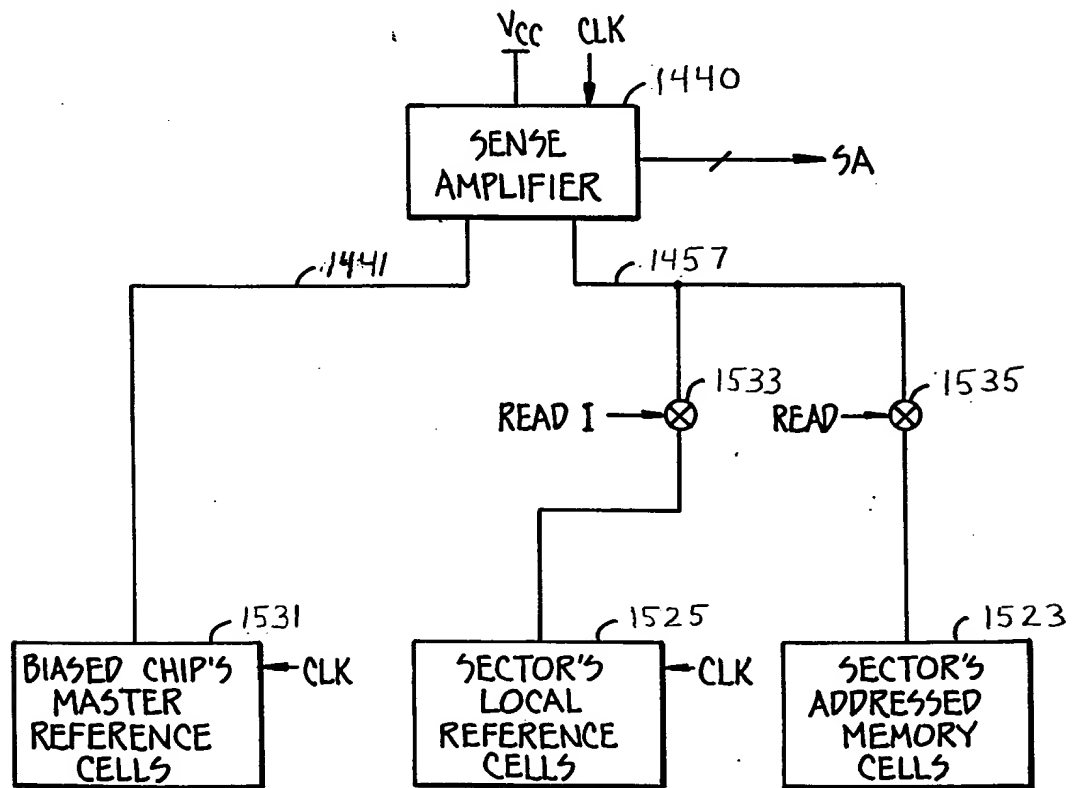 VCC CLK
1440
SENSE
AMPLIFIER
SA
1441
1457
1533
1535
READ I
READ
1531
1525
1523
BIASED CHIP'S
MASTER
REFERENCE
CELLS
CLK
SECTOR'S
LOCAL
REFERENCE
CELLS
CLK
SECTOR'S
ADDRESSED
MEMORY
CELLS